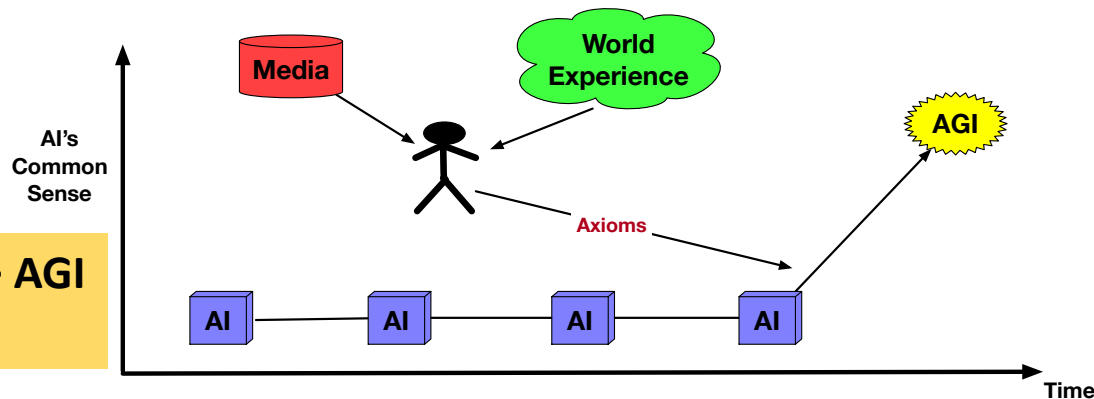 Media
World
Experience
AGI
AI's
Common
Sense
Axioms
AGI
AI
AI
AI
AI
Time